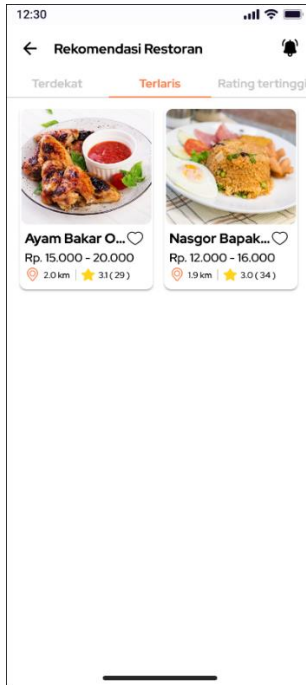 12:30
Rekomendasi Restoran
Terdekat Terlaris Rating tertinggi
Ayam Bakar O...
Rp. 15.000 - 20.000
2.0 km 3.1 ( 29 )
Nasgor Bapak...
Rp. 12.000 - 16.000
1.9 km 3.0 ( 34 )